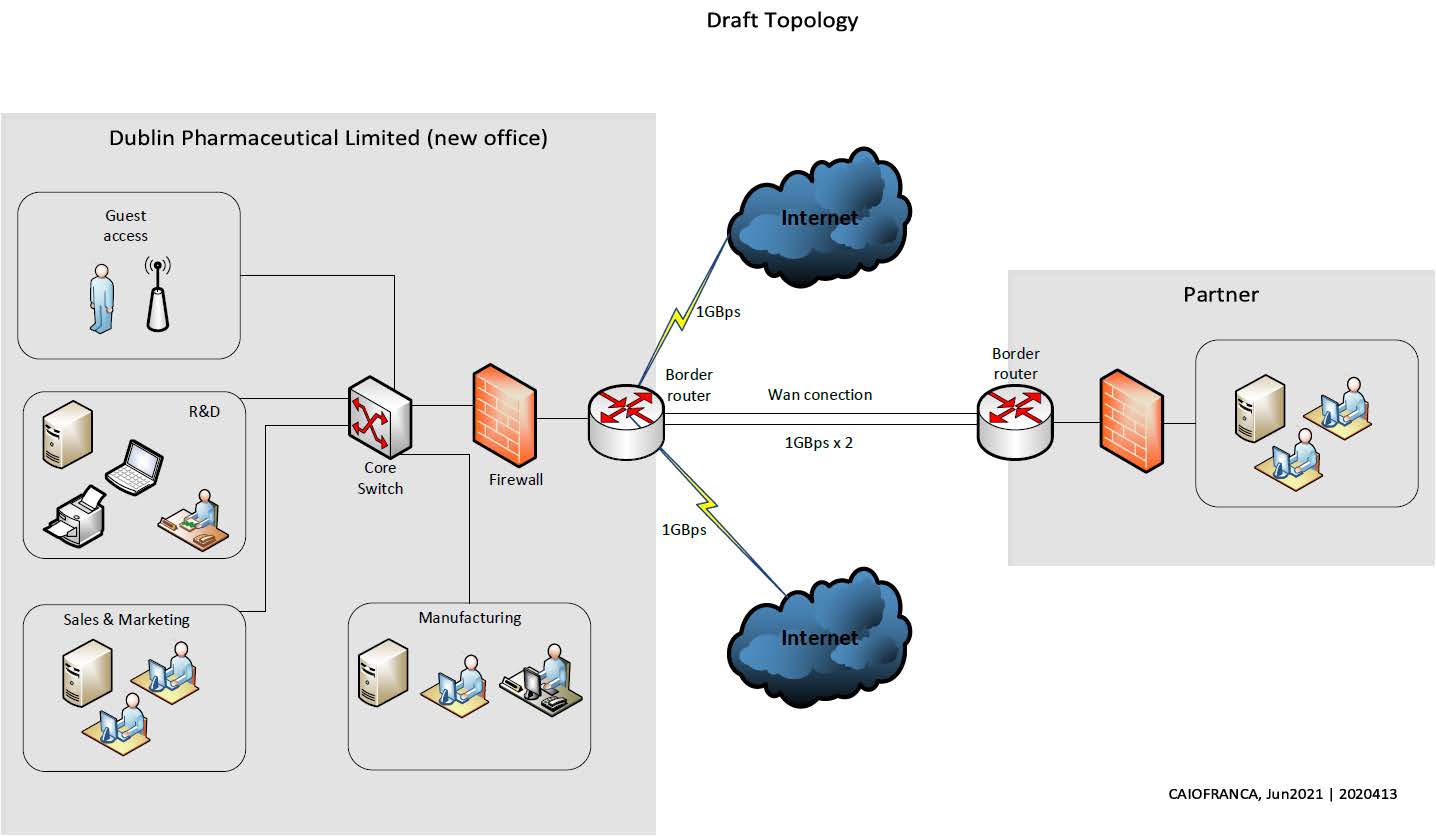 Draft Topology
Dublin Pharmaceutical Limited (new office)
Guest
access
R&D
Core
Switch
Firewall
Sales & Marketing
Manufacturing
Internet
1GBps
Border
router
Wan conection
1GBps x 2
1GBps
Internet
Partner
Border
router
CAIOFRANCA, Jun2021 | 2020413